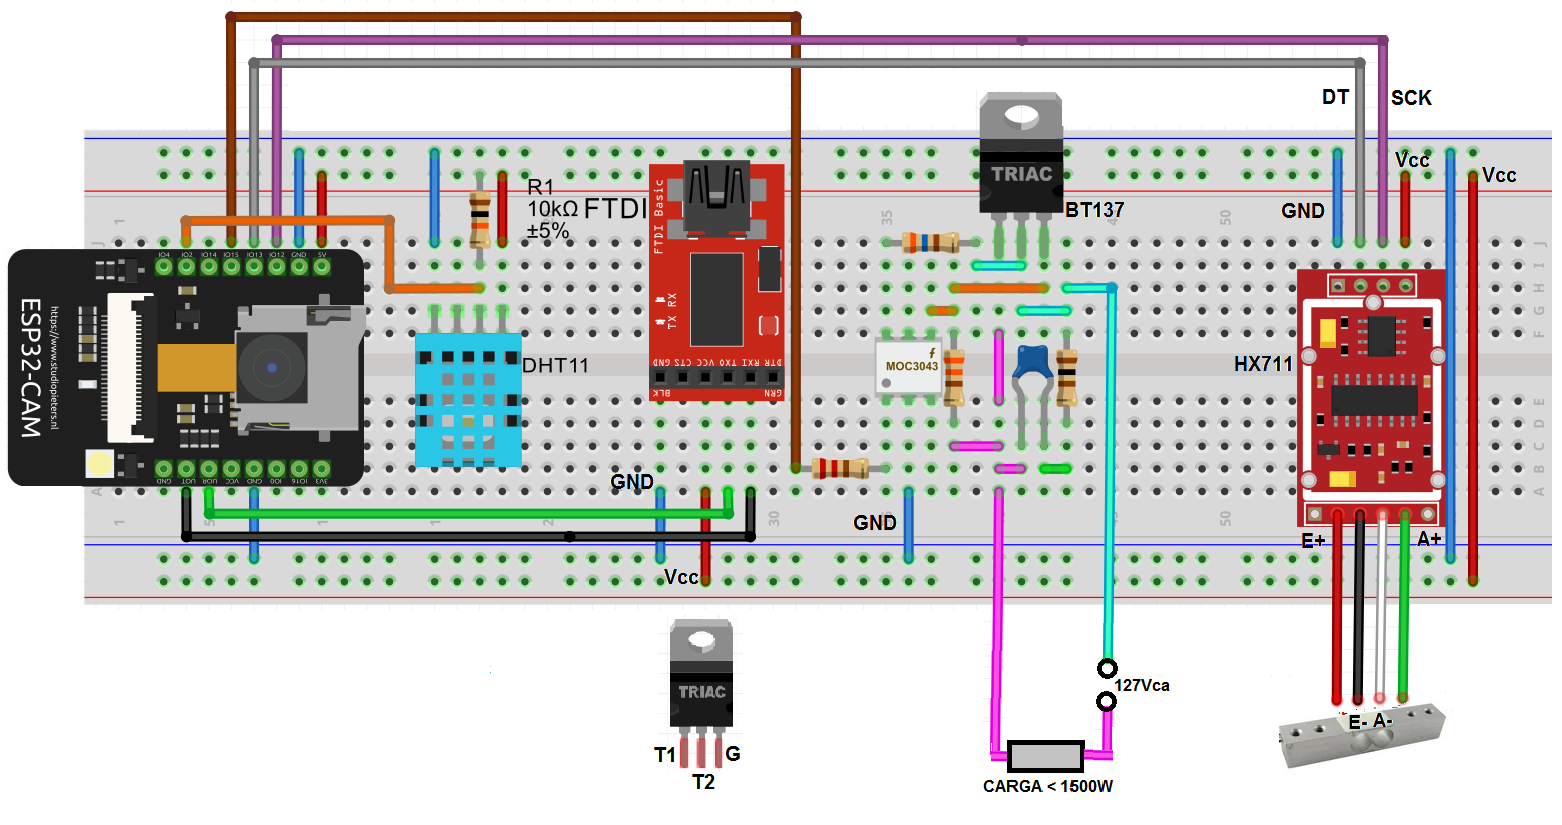 DT
SCK
Vcc
Vcc
GND
R1
10kΩ
±5%
FTDI
FTDI Basic
TX RX
GND CTS VCC TXO RXI DTR
BLK
GRN
TRIAC
BT137
1
35
50
J
I
H
G
F
E
D
C
B
A
IO4
IO2
IO14
IO15
IO13
IO12
GND
5V
ESP32-CAM
https://www.studiopieters.nl
GND
UOT
UOR
VCC
GND
IO0
IO16
3V3
DHT11
MOC3043
HX711
GND
Vcc
GND
1
30
50
E+
A+
E- A-
TRIAC
T1
T2
G
127Vca
CARGA < 1500W